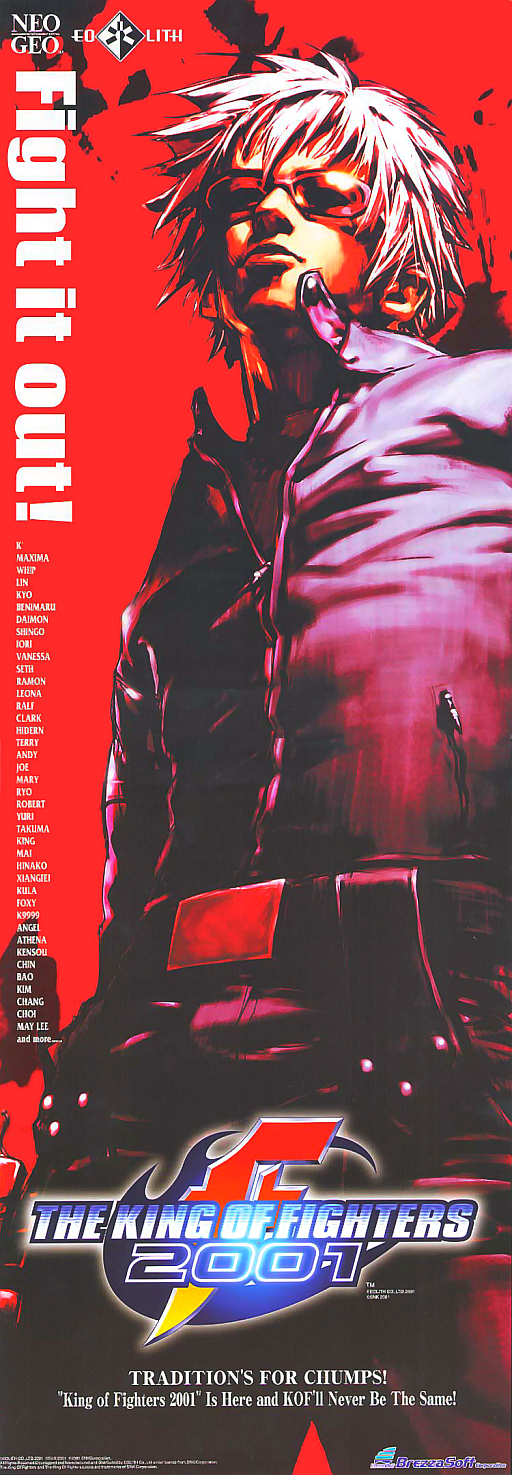 NEO
GEO
EOLITH
Fight it out!
K'
MAXIMA
WHIP
LIN
KYO
BENIMARU
DAIMON
SHINGO
IORI
VANESSA
SETH
RAMON
LEONA
RALF
CLARK
HIDERN
TERRY
ANDY
JOE
MARY
RYO
ROBERT
YURI
TAKUMA
KING
MAI
HINAKO
XIANGFEI
KULA
FOXY
K9999
ANGEL
ATHENA
KENSOU
CHIN
BAO
KIM
CHANG
CHOI
MAY LEE
and more.....
THE KING OF FIGHTERS
2001
TM
©EOLITH CO.,LTD.2001
©SNK 2001
TRADITION'S FOR CHUMPS!
"King of Fighters 2001" Is Here and KOF'll Never Be The Same!
BrezzaSoft Corporation